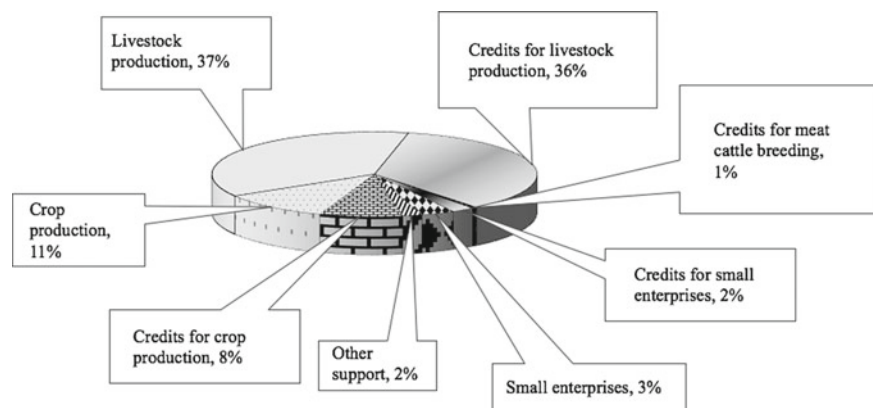 Livestock
production, 37%
Credits for livestock
production, 36%
Credits for meat
cattle breeding,
1%
Crop
production,
11%
Credits for small
enterprises, 2%
Credits for crop
production, 8%
Other
support, 2%
Small enterprises, 3%